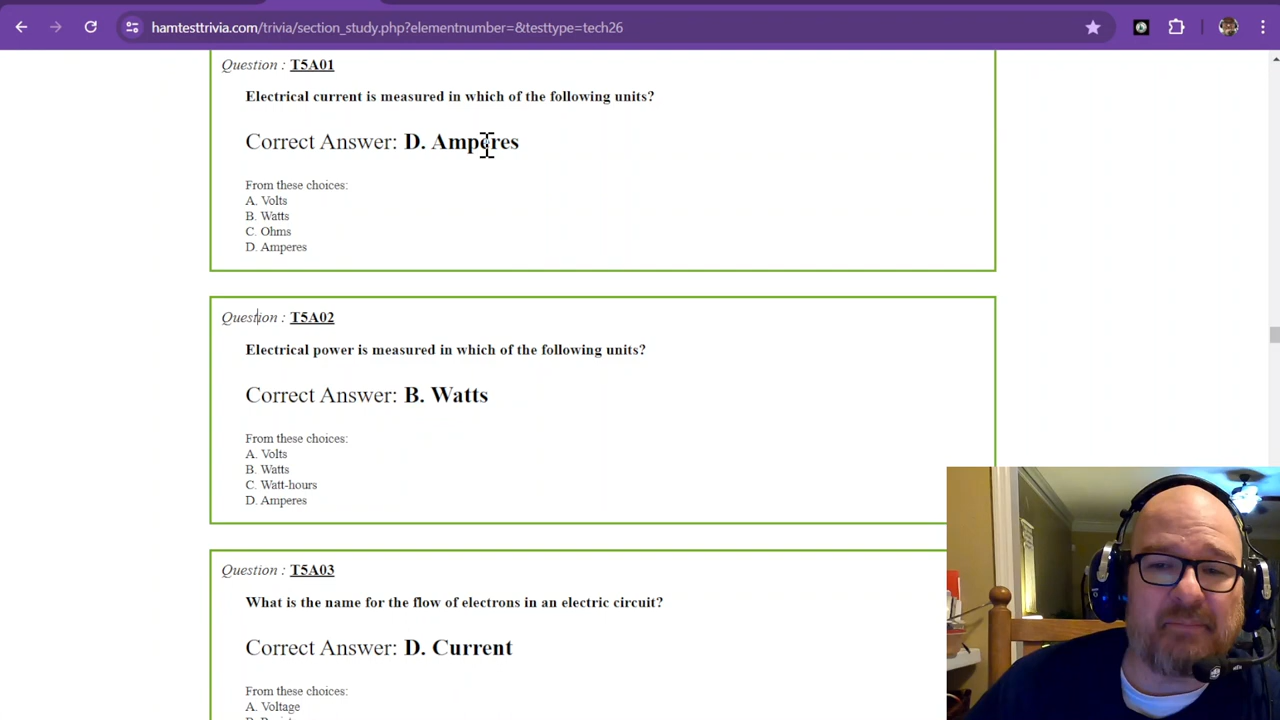 hamtesttrivia.com/trivia/section_study.php?elementnumber=&testtype=tech26
Question : T5A01
Electrical current is measured in which of the following units?
Correct Answer: D. Amperes
From these choices:
A. Volts
B. Watts
C. Ohms
D. Amperes
Question : T5A02
Electrical power is measured in which of the following units?
Correct Answer: B. Watts
From these choices:
A. Volts
B. Watts
C. Watt-hours
D. Amperes
Question : T5A03
What is the name for the flow of electrons in an electric circuit?
Correct Answer: D. Current
From these choices:
A. Voltage